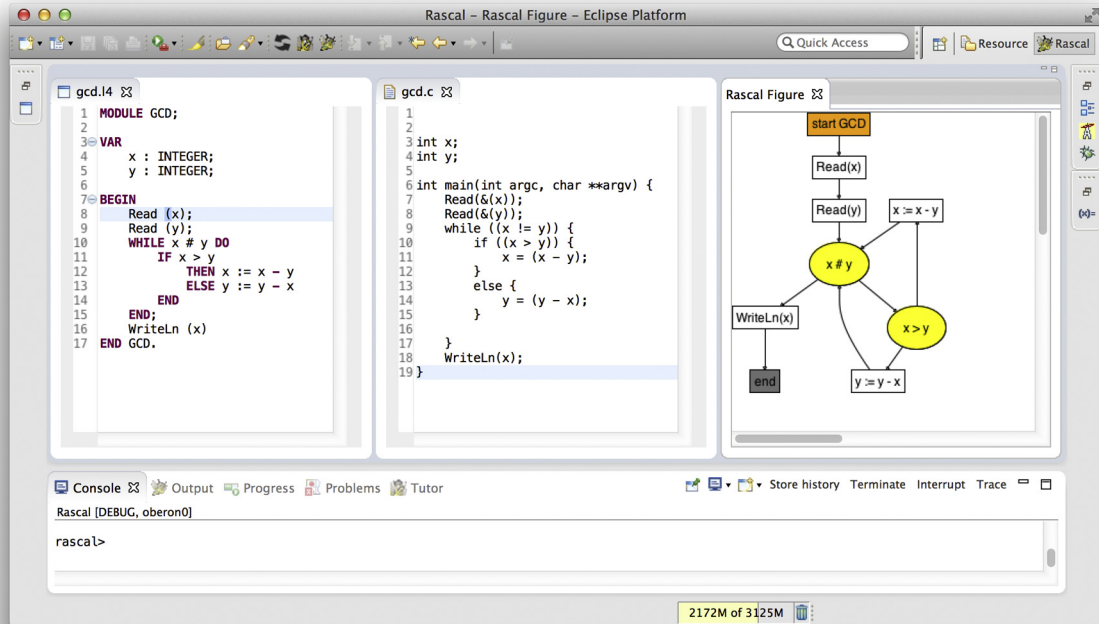 Rascal – Rascal Figure – Eclipse Platform
Quick Access
Resource
Rascal
gcd.l4
1 MODULE GCD;
2
3 VAR
4 x : INTEGER;
5 y : INTEGER;
6
7 BEGIN
8 Read (x);
9 Read (y);
10 WHILE x # y DO
11 IF x > y
12 THEN x := x - y
13 ELSE y := y - x
14 END
15 END;
16 WriteLn (x)
17 END GCD.
gcd.c
1
2
3 int x;
4 int y;
5
6 int main(int argc, char **argv) {
7 Read(&(x));
8 Read(&(y));
9 while ((x != y)) {
10 if ((x > y)) {
11 x = (x - y);
12 }
13 else {
14 y = (y - x);
15 }
16
17 }
18 WriteLn(x);
19 }
Rascal Figure
start GCD
Read(x)
Read(y)
x := x - y
x # y
WriteLn(x)
x > y
end
y := y - x
(x)=
Console
Output
Progress
Problems
Tutor
Store history
Terminate
Interrupt
Trace
Rascal [DEBUG, oberon0]
rascal>
2172M of 3125M